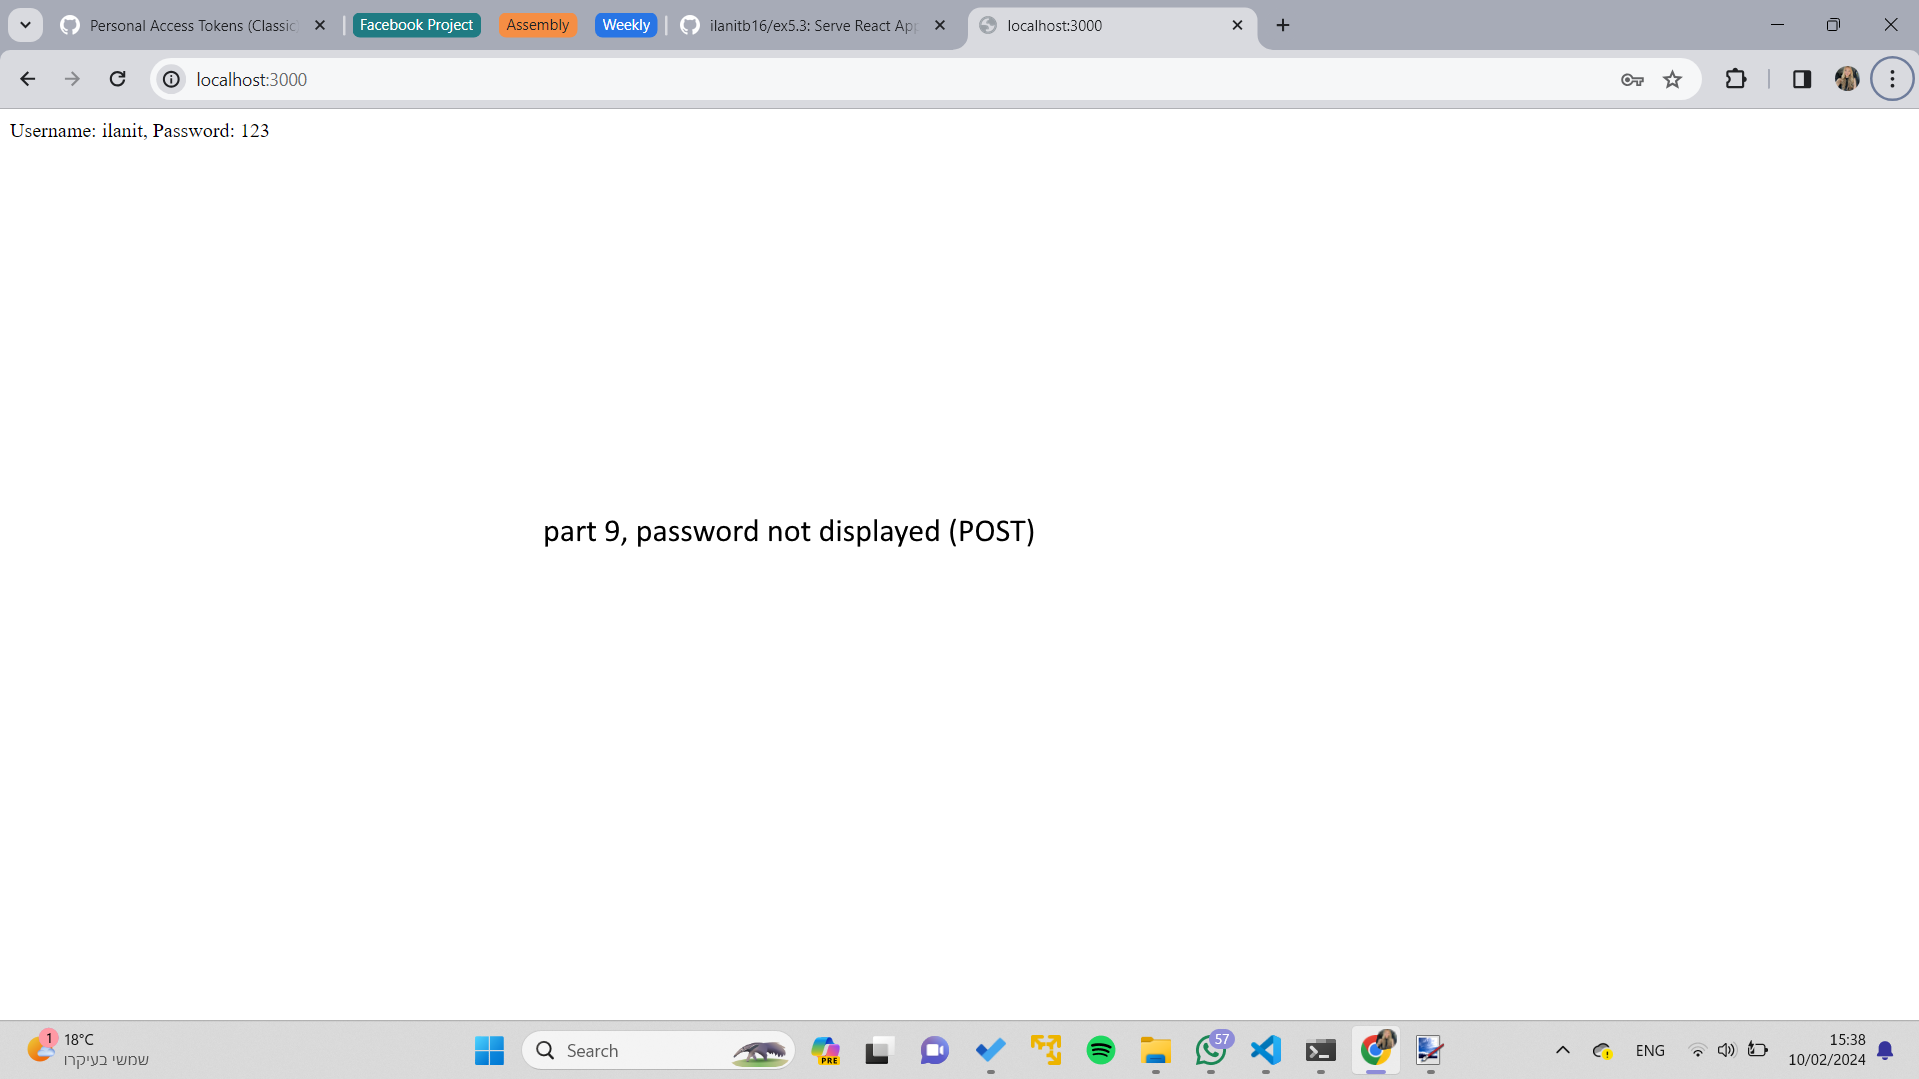 Personal Access Tokens (Classic)
Facebook Project
Assembly
Weekly
ilanitb16/ex5.3: Serve React App
localhost:3000
localhost:3000
Username: ilanit, Password: 123
part 9, password not displayed (POST)
1
18°C
שמשי בעיקרו
Search
PRE
57
ENG
15:38
10/02/2024